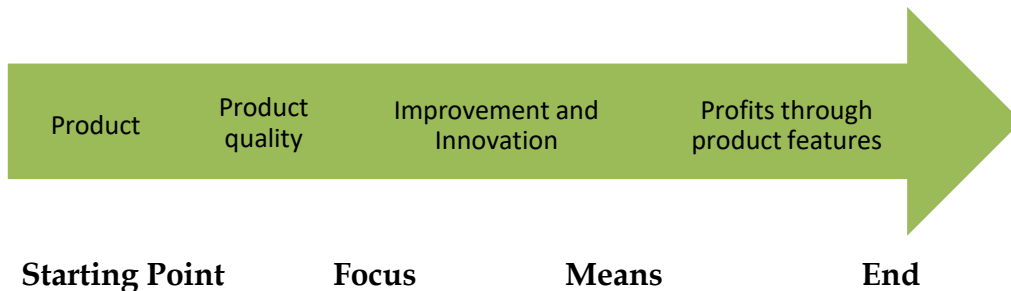 Product
Product
quality
Improvement and
Innovation
Profits through
product features
Starting Point Focus Means End